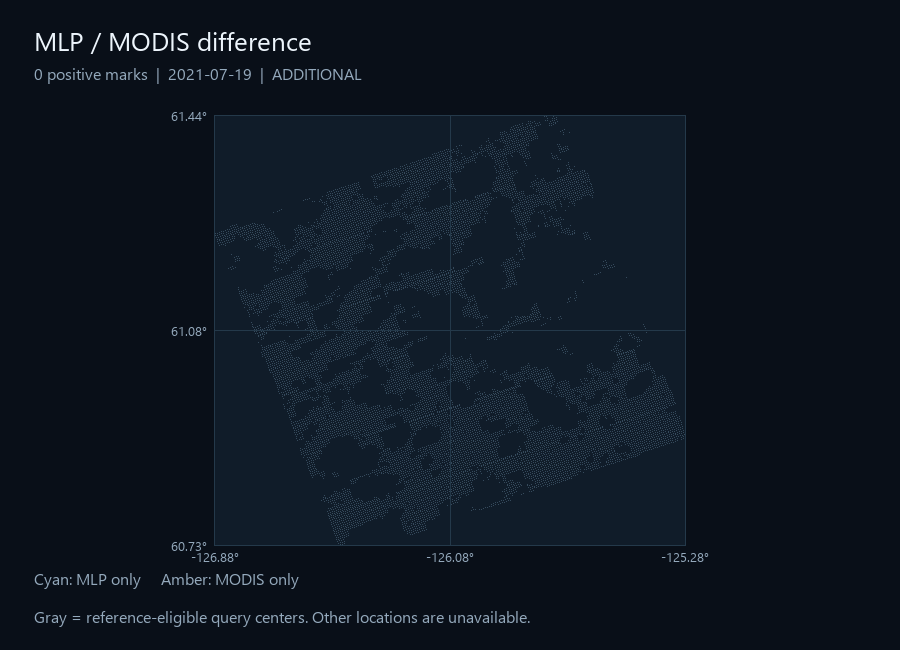 MLP / MODIS difference
0 positive marks | 2021-07-19 | ADDITIONAL
61.44°
61.08°
60.73°
-126.88° -126.08° -125.28°
Cyan: MLP only Amber: MODIS only
Gray = reference-eligible query centers. Other locations are unavailable.